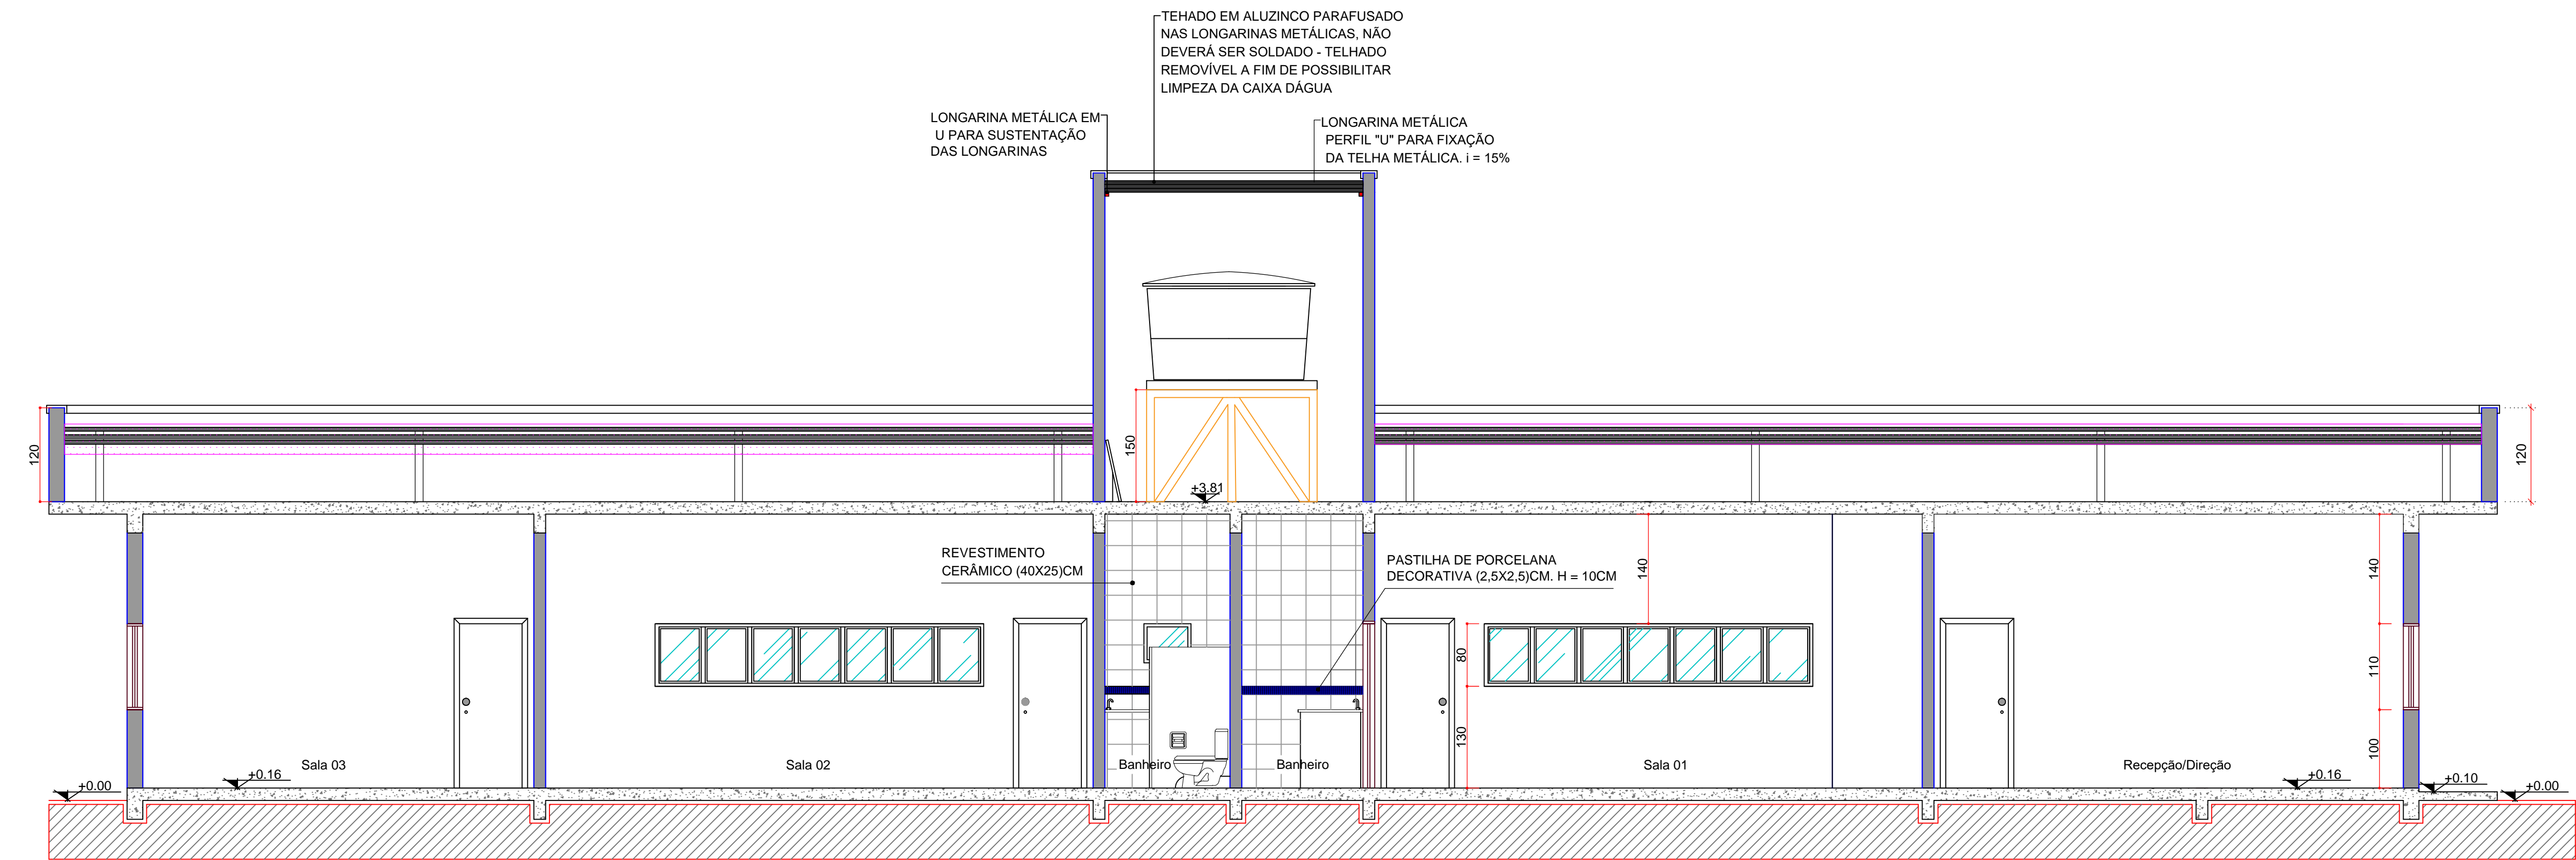 TEHADO EM ALUZINCO PARAFUSADO
NAS LONGARINAS METÁLICAS, NÃO
DEVERÁ SER SOLDADO - TELHADO
REMOVÍVEL A FIM DE POSSIBILITAR
LIMPEZA DA CAIXA DÁGUA
LONGARINA METÁLICA EM
U PARA SUSTENTAÇÃO
DAS LONGARINAS
LONGARINA METÁLICA
PERFIL "U" PARA FIXAÇÃO
DA TELHA METÁLICA. i = 15%
120
150
120
+3.81
REVESTIMENTO
CERÂMICO (40X25)CM
PASTILHA DE PORCELANA
DECORATIVA (2,5X2,5)CM. H = 10CM
140
140
80
110
130
100
Sala 03
Sala 02
Banheiro
Banheiro
Sala 01
Recepção/Direção
+0.00
+0.16
+0.16
+0.10
+0.00